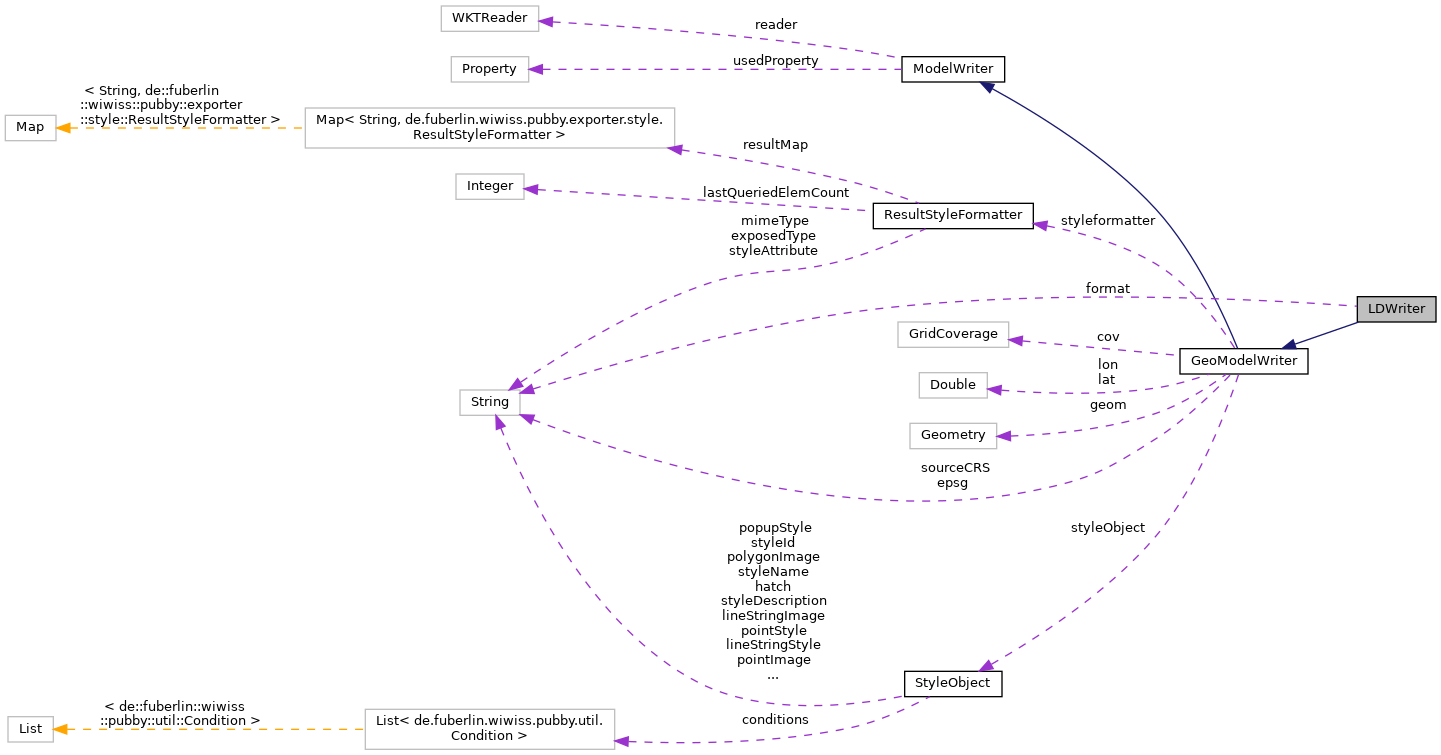 WKTReader
reader
Property
usedProperty
ModelWriter
< String, de::fuberlin
::wiwiss::pubby::exporter
::style::ResultStyleFormatter >
Map
Map< String, de.fuberlin.wiwiss.pubby.exporter.style.
ResultStyleFormatter >
resultMap
Integer
lastQueriedElemCount
ResultStyleFormatter
mimeType
exposedType
styleAttribute
styleformatter
format
LDWriter
GridCoverage
cov
GeoModelWriter
Double
lon
lat
String
geom
Geometry
sourceCRS
epsg
popupStyle
styleId
polygonImage
styleName
hatch
styleDescription
lineStringImage
pointStyle
lineStringStyle
pointImage
...
styleObject
StyleObject
< de::fuberlin::wiwiss
::pubby::util::Condition >
List
List< de.fuberlin.wiwiss.pubby.util.
Condition >
conditions